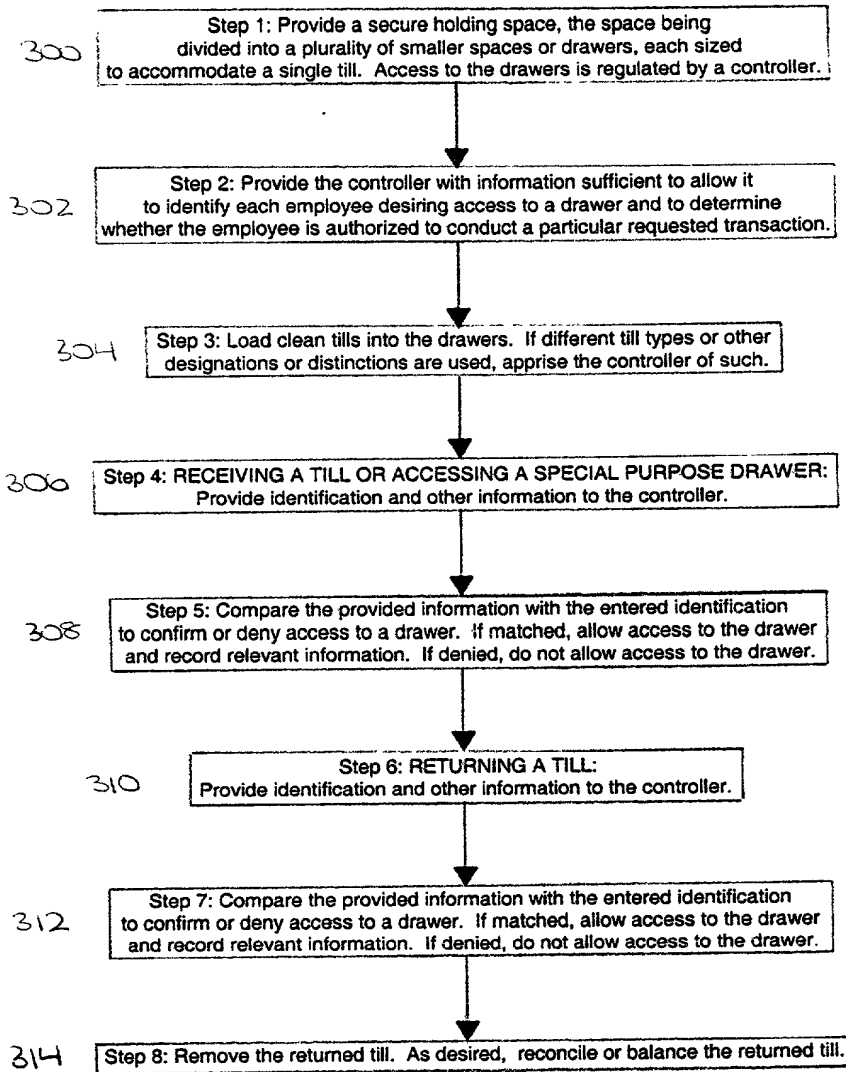 Step 1: Provide a secure holding space, the space being
300
divided into a plurality of smaller spaces or drawers, each sized
to accommodate a single till. Access to the drawers is regulated by a controller.
Step 2: Provide the controller with information sufficient to allow it
302
to identify each employee desiring access to a drawer and to determine
whether the employee is authorized to conduct a particular requested transaction.
304
Step 3: Load clean tills into the drawers. If different till types or other
designations or distinctions are used, apprise the controller of such.
306
Step 4: RECEIVING A TILL OR ACCESSING A SPECIAL PURPOSE DRAWER:
Provide identification and other information to the controller.
Step 5: Compare the provided information with the entered identification
308
to confirm or deny access to a drawer. If matched, allow access to the drawer
and record relevant information. If denied, do not allow access to the drawer.
Step 6: RETURNING A TILL:
310
Provide identification and other information to the controller.
Step 7: Compare the provided information with the entered identification
312
to confirm or deny access to a drawer. If matched, allow access to the drawer
and record relevant information. If denied, do not allow access to the drawer.
314
Step 8: Remove the returned till. As desired, reconcile or balance the returned till.